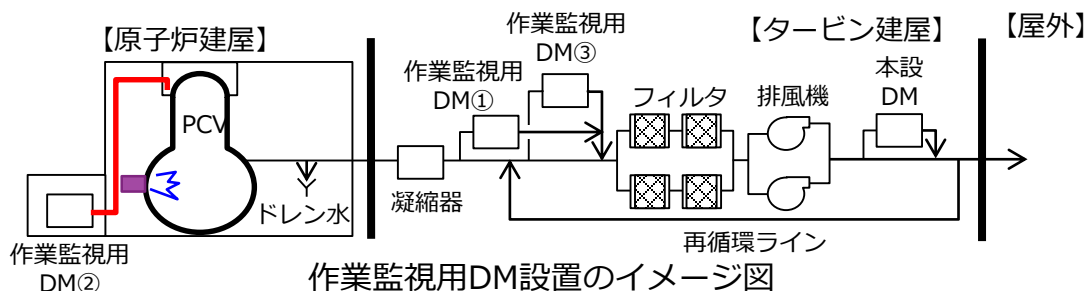 【原子炉建屋】
作業監視用
DM③
【タービン建屋】
【屋外】
作業監視用
DM①
フィルタ
排風機
本設
DM
PCV
ドレン水
凝縮器
再循環ライン
作業監視用
DM②
作業監視用DM設置のイメージ図